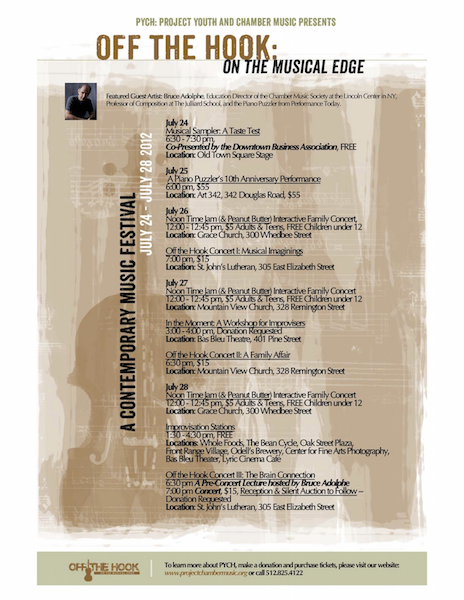 PYCH: PROJECT YOUTH AND CHAMBER MUSIC PRESENTS
OFF THE HOOK:
ON THE MUSICAL EDGE
Featured Guest Artist: Bruce Adolphe, Education Director of the Chamber Music Society at the Lincoln Center in NY,
Professor of Composition at The Julliard School, and the Piano Puzzler from Performance Today.
A CONTEMPORARY MUSIC FESTIVAL
JULY 24 - JULY 28 2012
July 24
Musical Sampler: A Taste Test
6:30 - 7:30 pm,
Co-Presented by the Downtown Business Association, FREE
Location: Old Town Square Stage
July 25
A Piano Puzzler's 10th Anniversary Performance
6:00 pm, $55
Location: Art 342, 342 Douglas Road, $55
July 26
Noon Time Jam (& Peanut Butter) Interactive Family Concert,
12:00 - 12:45 pm, $5 Adults & Teens, FREE Children under 12
Location: Grace Church, 300 Whedbee Street
Off the Hook Concert I: Musical Imaginings
7:00 pm, $15
Location: St. John's Lutheran, 305 East Elizabeth Street
July 27
Noon Time Jam (& Peanut Butter) Interactive Family Concert
12:00 - 12:45 pm, $5 Adults & Teens, FREE Children under 12
Location: Mountain View Church, 328 Remington Street
In the Moment: A Workshop for Improvisers
3:00 - 4:00 pm, Donation Requested
Location: Bas Bleu Theatre, 401 Pine Street
Off the Hook Concert II: A Family Affair
6:30 pm, $15
Location: Mountain View Church, 328 Remington Street
July 28
Noon Time Jam (& Peanut Butter) Interactive Family Concert
12:00 - 12:45 pm, $5 Adults & Teens, FREE Children under 12
Location: Grace Church, 300 Whedbee Street
Improvisation Stations
1:30 - 4:30 pm, FREE
Locations: Whole Foods, The Bean Cycle, Oak Street Plaza,
Front Range Village, Odell's Brewery, Center for Fine Arts Photography,
Bas Bleu Theater, Lyric Cinema Café
Off the Hook Concert III: The Brain Connection
6:30 pm A Pre-Concert Lecture hosted by Bruce Adolphe
7:00 pm Concert, $15, Reception & Silent Auction to Follow –
Donation Requested
Location: St. John's Lutheran, 305 East Elizabeth Street
OFF THE HOOK
To learn more about PYCH, make a donation and purchase tickets, please visit our website:
www.projectchambermusic.org or call 512.825.4122